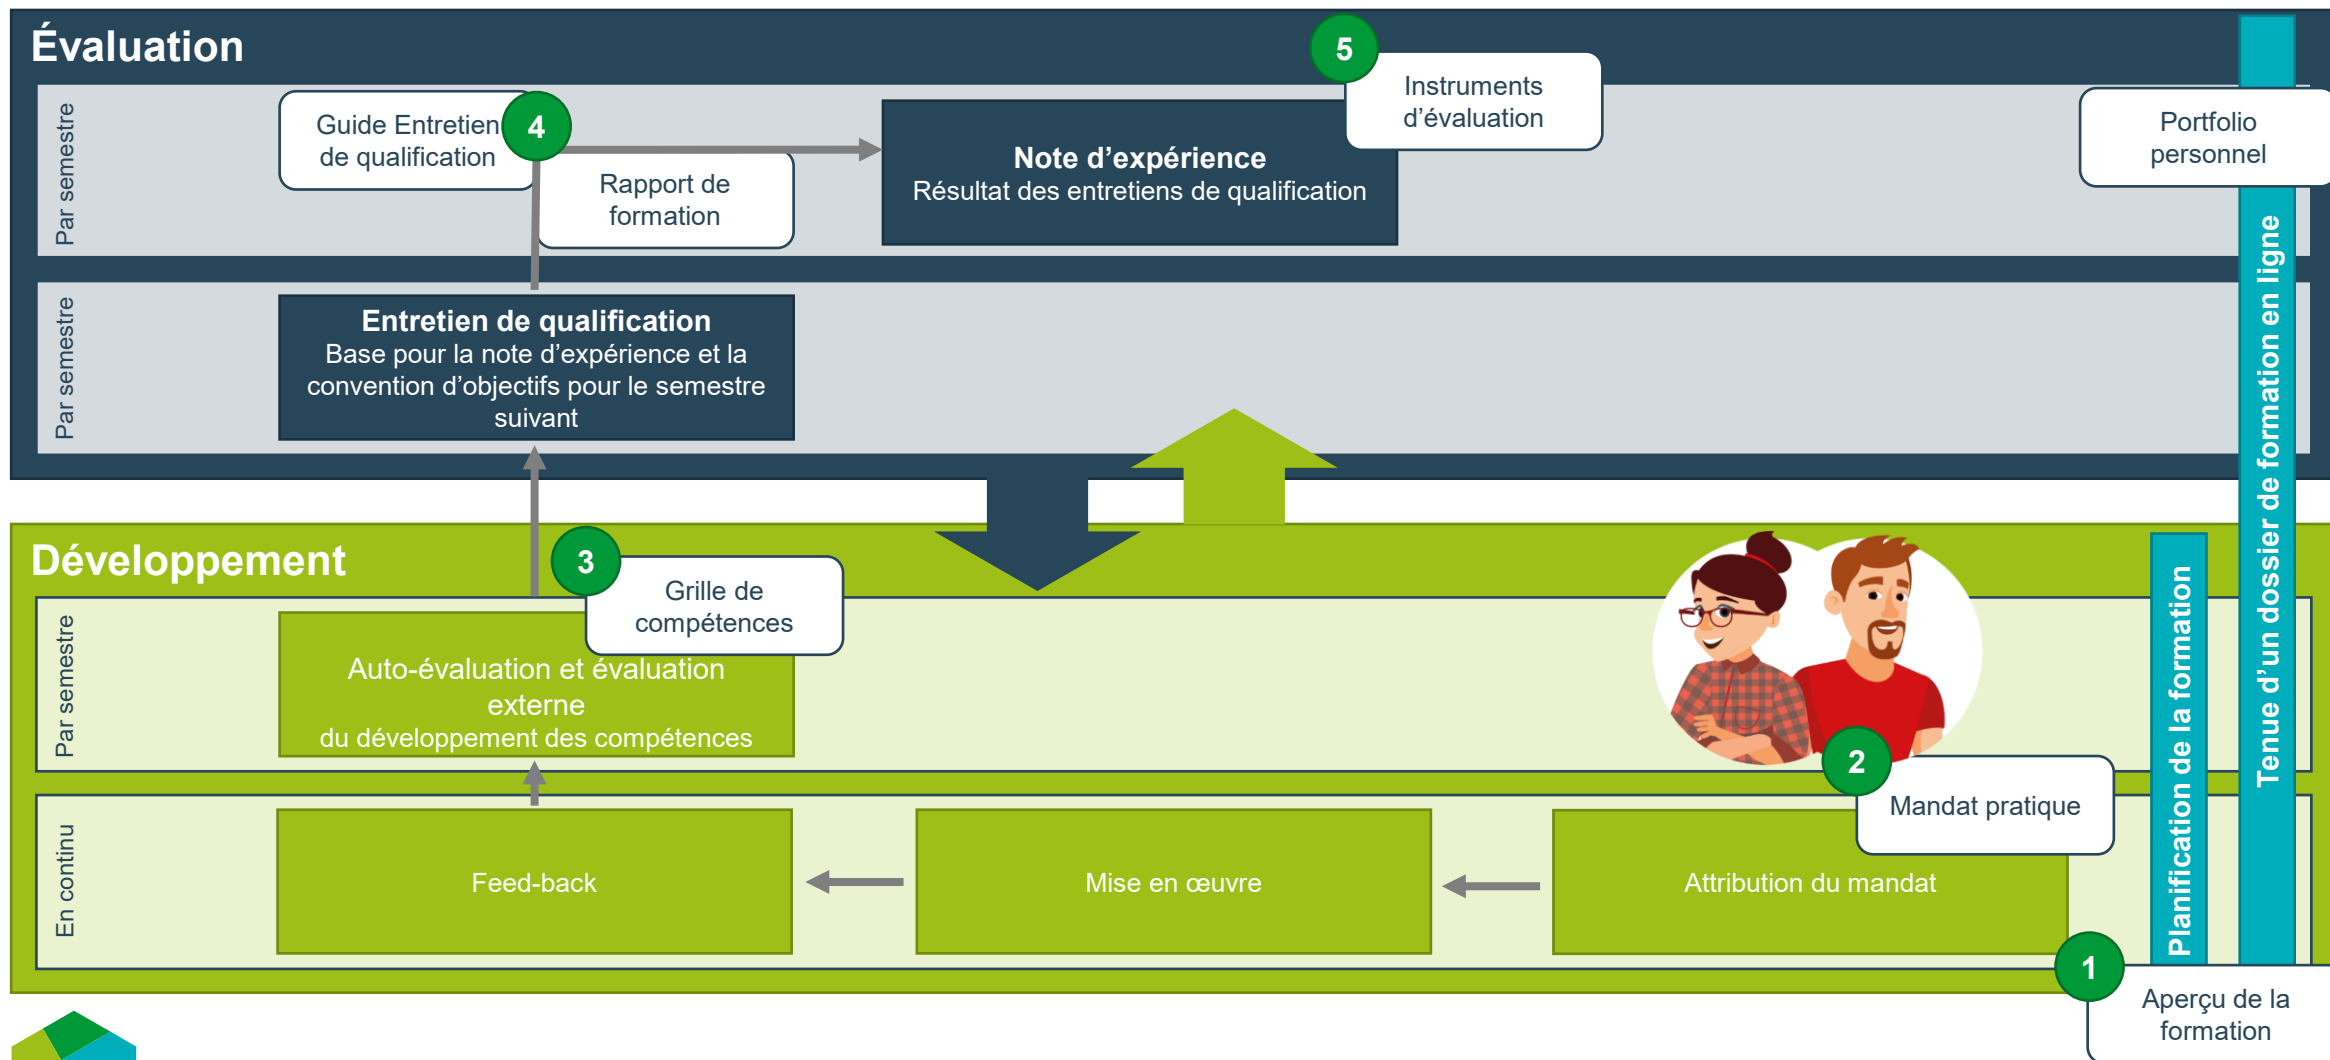 Évaluation
5
Instruments
d’évaluation
Par semestre
Guide Entretien
de qualification
4
Rapport de
formation
Note d’expérience
Résultat des entretiens de qualification
Portfolio
personnel
Par semestre
Entretien de qualification
Base pour la note d’expérience et la
convention d’objectifs pour le semestre
suivant
Tenue d’un dossier de formation en ligne
Développement
3
Grille de
compétences
Par semestre
Auto-évaluation et évaluation
externe
du développement des compétences
Planification de la formation
2
Mandat pratique
En continu
Feed-back
Mise en œuvre
Attribution du mandat
1
Aperçu de la
formation